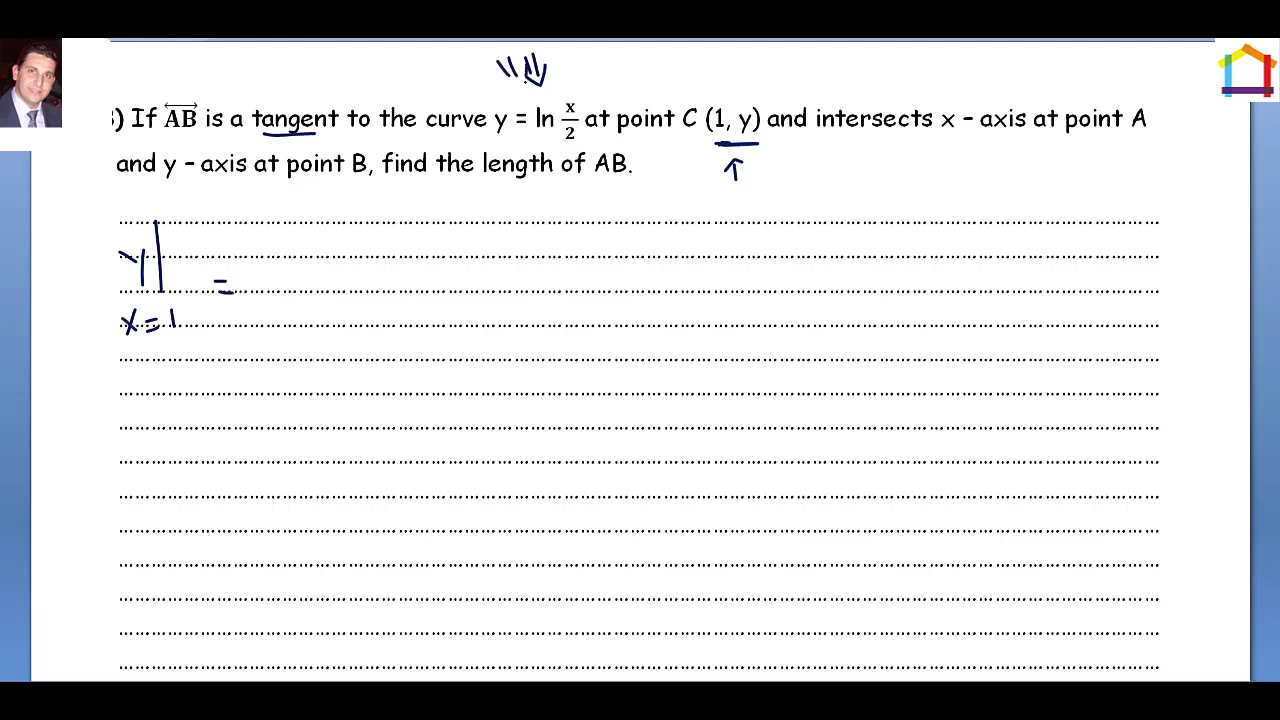 ) If AB is a tangent to the curve y = ln x/2 at point C (1, y) and intersects x – axis at point A
and y – axis at point B, find the length of AB.
y| =
x = 1